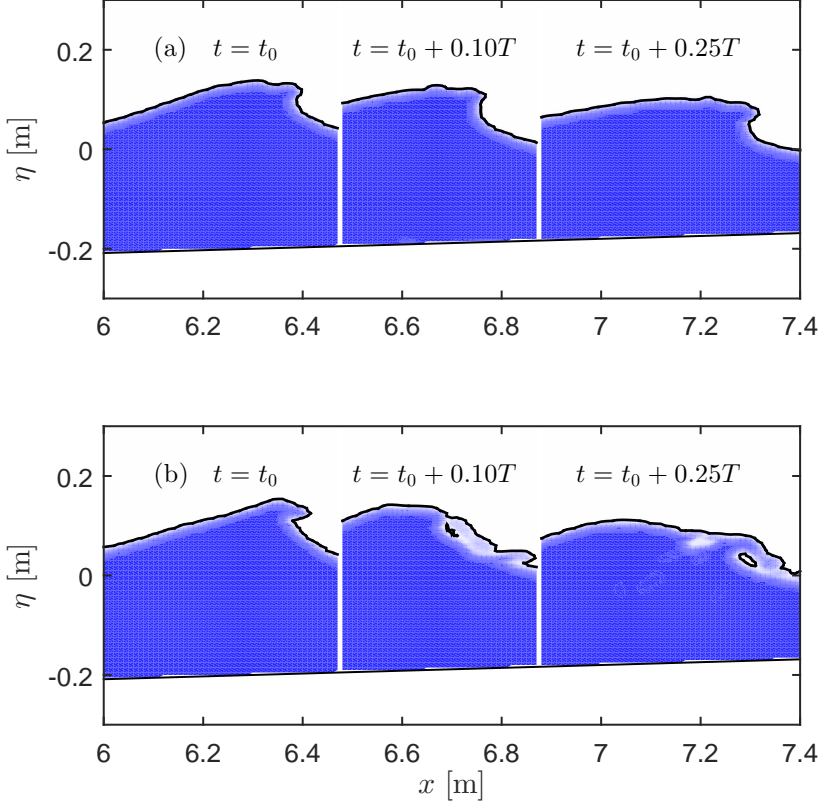 (a) t = t₀ t = t₀ + 0.10T t = t₀ + 0.25T
0.2
0
-0.2
η [m]
6 6.2 6.4 6.6 6.8 7 7.2 7.4
(b) t = t₀ t = t₀ + 0.10T t = t₀ + 0.25T
0.2
0
-0.2
η [m]
6 6.2 6.4 6.6 6.8 7 7.2 7.4
x [m]